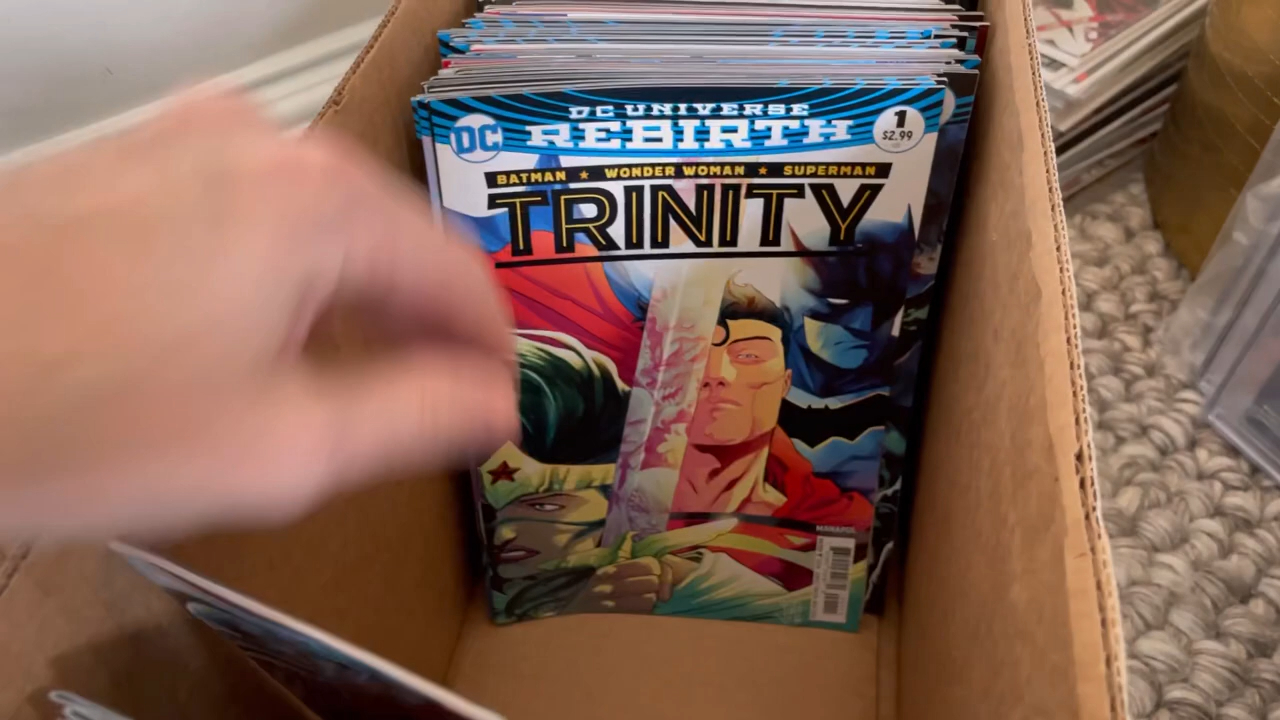 DC UNIVERSE
REBIRTH
DC
1
$2.99
BATMAN ★ WONDER WOMAN ★ SUPERMAN
TRINITY
MANAPUL